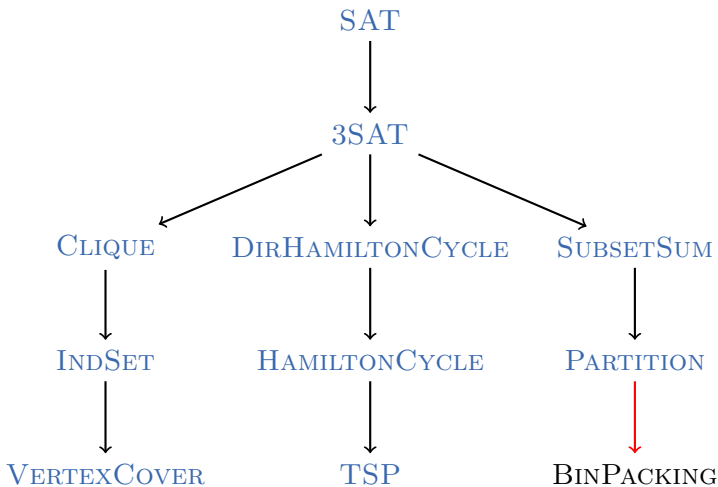 SAT
3SAT
CLIQUE DIRHAMILTONCYCLE SUBSETSUM
INDSET HAMILTONCYCLE PARTITION
VERTEXCOVER TSP BINPACKING